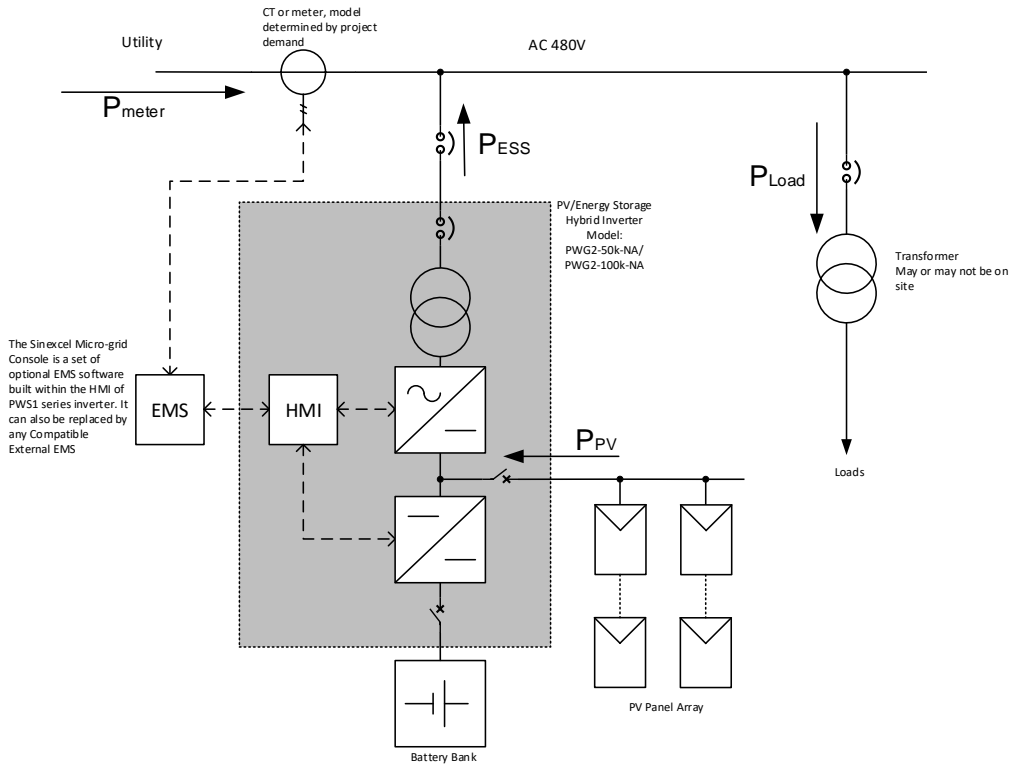 CT or meter, model
determined by project
demand
Utility
AC 480V
Pmeter
PESS
PLoad
PV/Energy Storage
Hybrid Inverter
Model:
PWG2-50k-NA/
PWG2-100k-NA
Transformer
May or may not be on
site
The Sinexcel Micro-grid
Console is a set of
optional EMS software
built within the HMI of
PWS1 series inverter. It
can also be replaced by
any Compatible
External EMS
EMS
HMI
PPV
Loads
PV Panel Array
Battery Bank